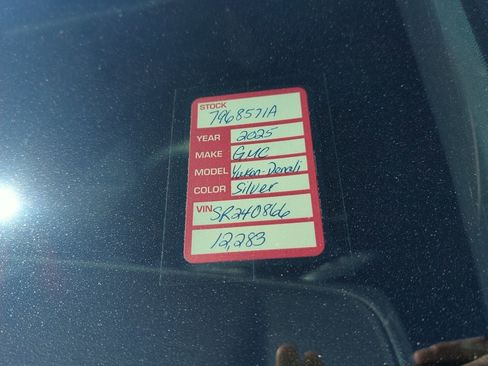 STOCK
7968571A
YEAR 2025
MAKE GMC
MODEL Yukon-Denali
COLOR Silver
VIN SR240866
12,283